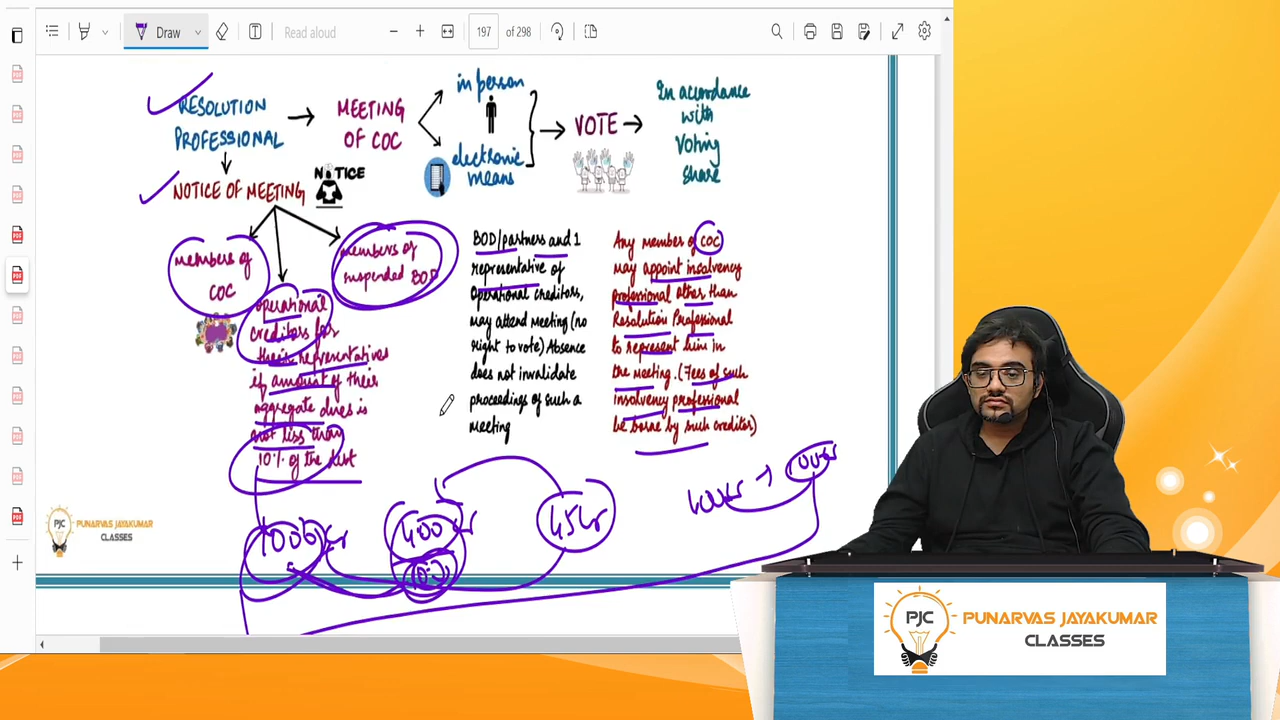 Draw
Read aloud
197 of 298
RESOLUTION
PROFESSIONAL
MEETING
OF COC
in person
electronic
means
VOTE
In accordance
with
Voting
share
NOTICE
NOTICE OF MEETING
members of
COC
operational
creditors for
their representatives
if amount of their
aggregate dues is
not less than
10% of the debt
members of
suspended BOD
BOD/partners and 1
representative of
operational creditors,
may attend meeting (no
right to vote) Absence
does not invalidate
proceedings of such a
meeting
Any member of COC
may appoint insolvency
professional other than
Resolution Professional
to represent him in
the meeting. (Fees of such
insolvency professional
be borae by such creditor)
400
45cr
PJC
PUNARVAS JAYAKUMAR
CLASSES
PJC
PUNARVAS JAYAKUMAR
CLASSES